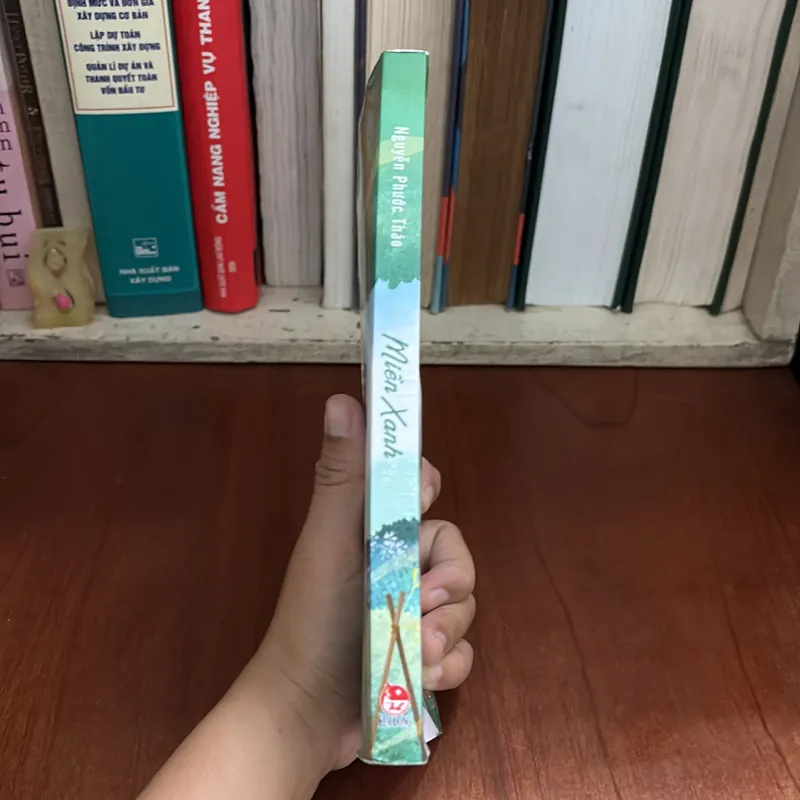 ĐỊNH MỨC VÀ ĐƠN GIÁ
XÂY DỰNG CƠ BẢN
LẬP DỰ TOÁN
CÔNG TRÌNH XÂY DỰNG
QUẢN LÍ DỰ ÁN VÀ
THANH QUYẾT TOÁN
VỐN ĐẦU TƯ
NHÀ XUẤT BẢN
XÂY DỰNG
CẨM NANG NGHIỆP VỤ THAN
Nguyễn Phước Thảo
Miền Xanh